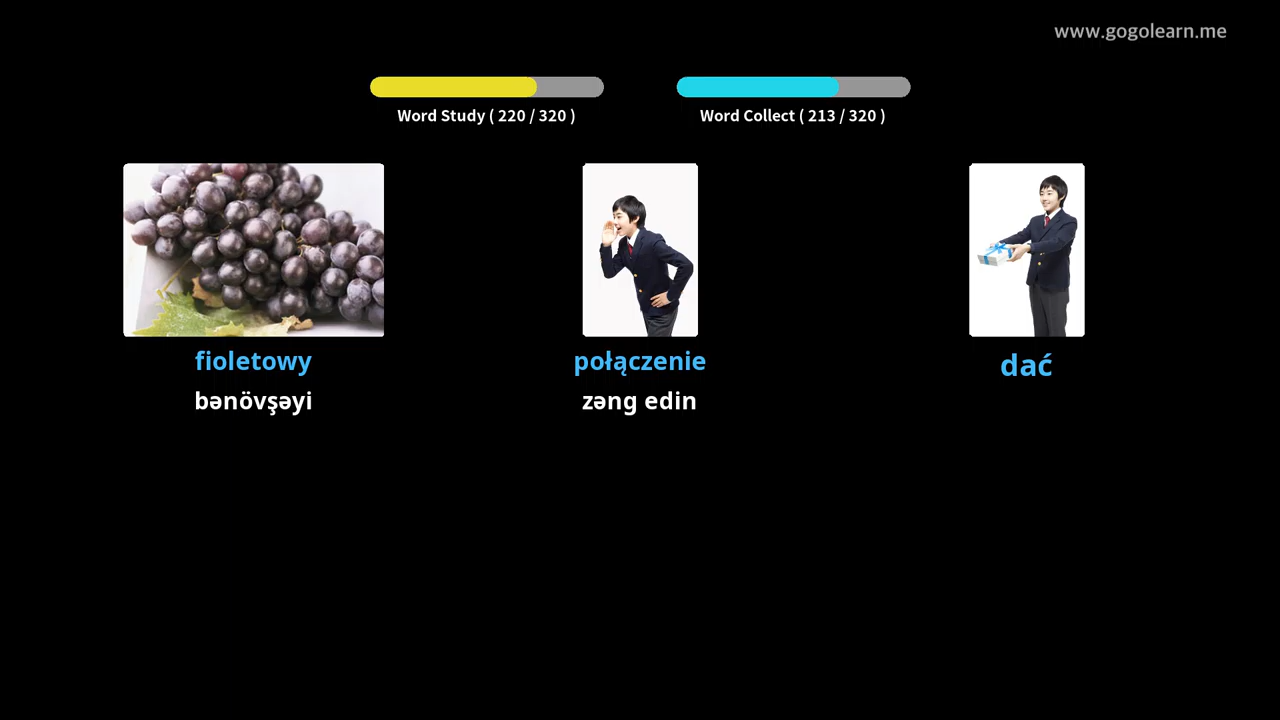 www.gogolearn.me
Word Study ( 220 / 320 )
Word Collect ( 213 / 320 )
fioletowy
bənövşəyi
połączenie
zəng edin
dać